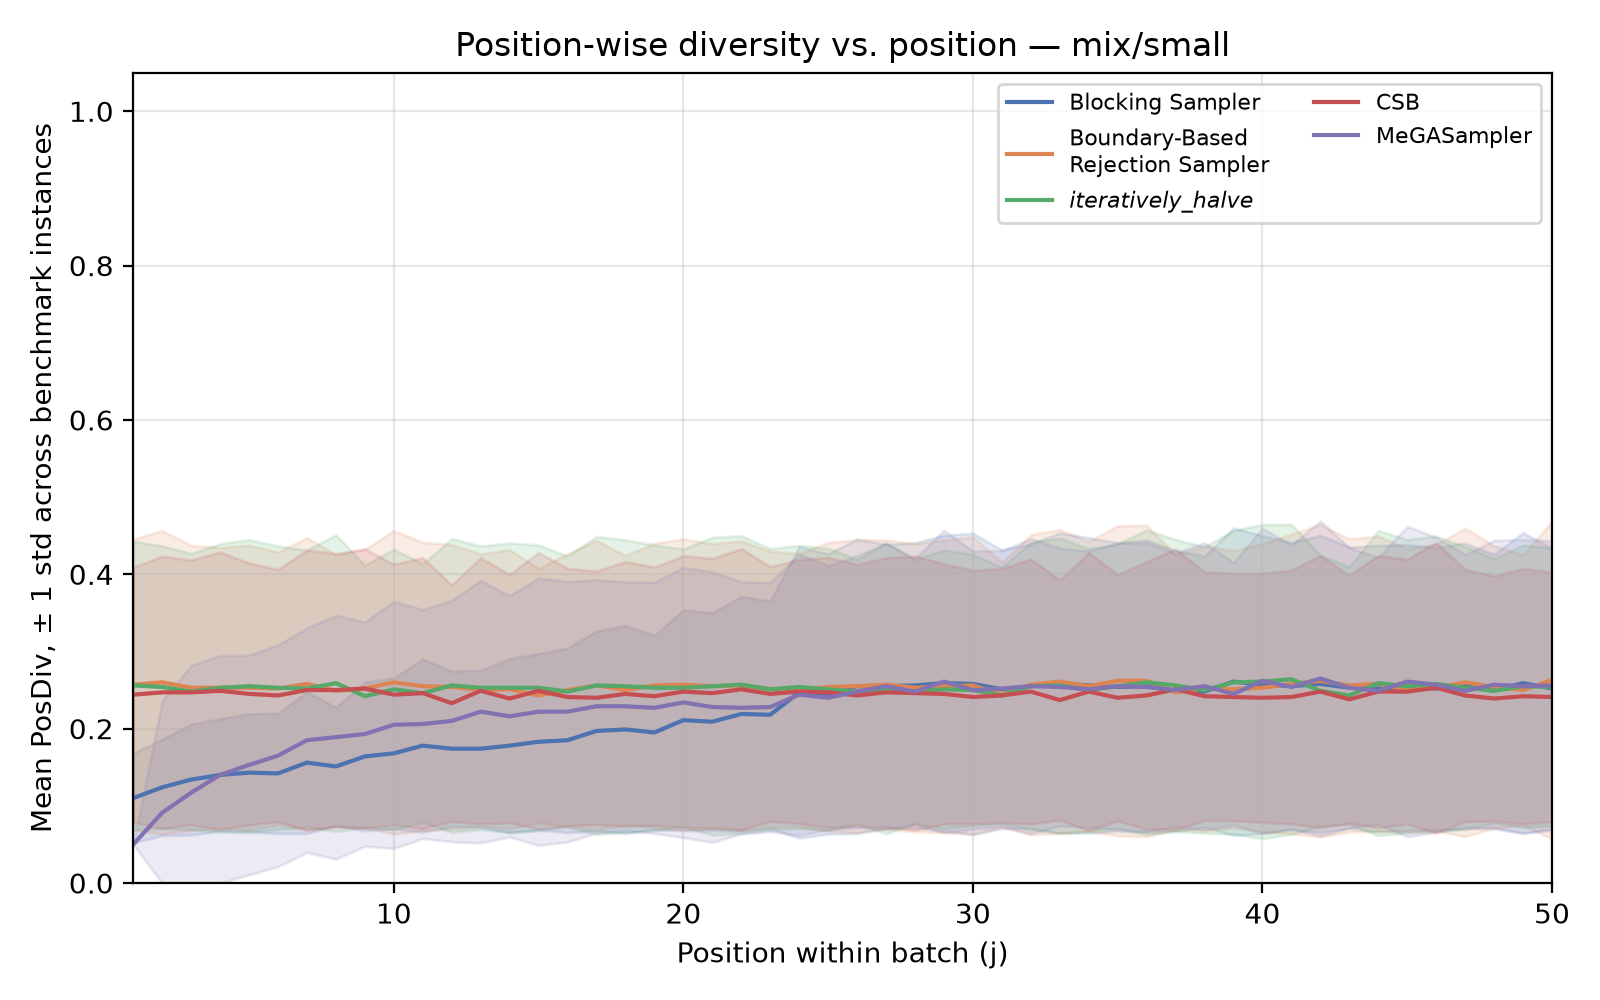 Position-wise diversity vs. position — mix/small
Mean PosDiv, ± 1 std across benchmark instances
1.0
0.8
0.6
0.4
0.2
0.0
10
20
30
40
50
Position within batch (j)
Blocking Sampler
Boundary-Based
Rejection Sampler
iteratively_halve
CSB
MeGASampler